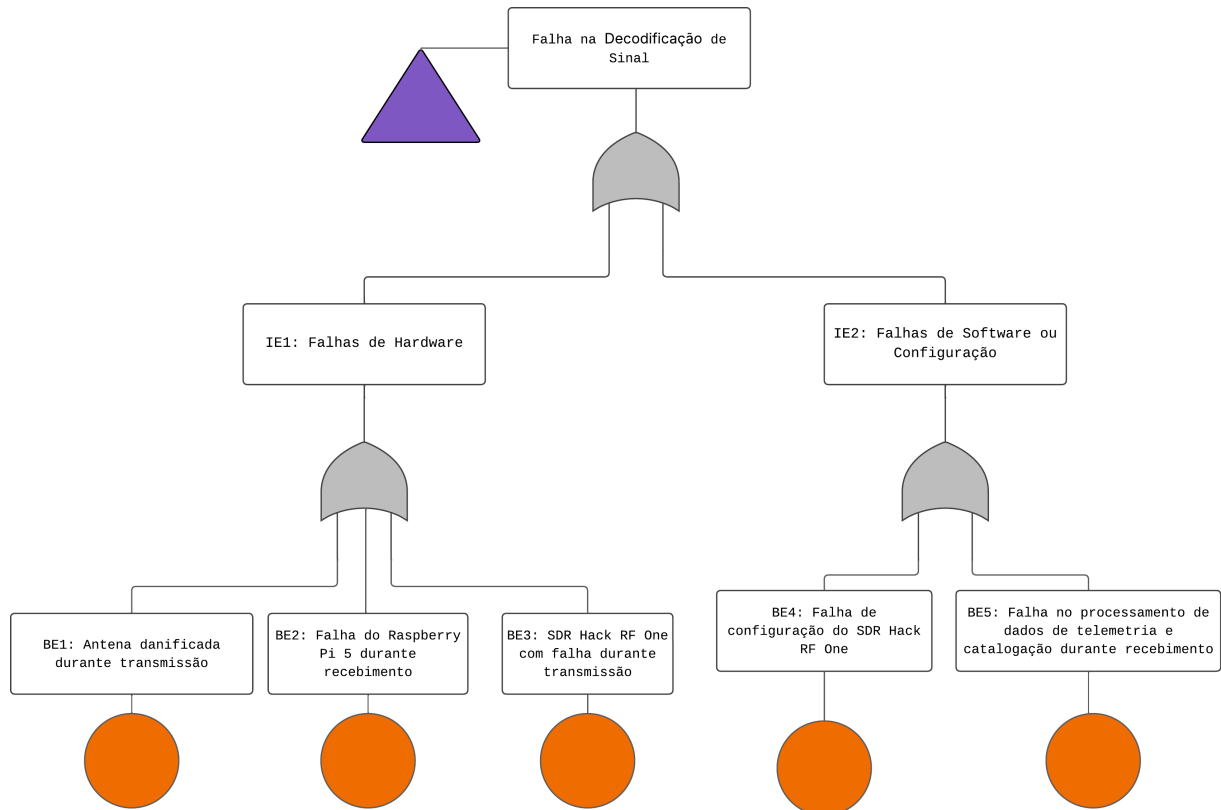 Falha na Decodificação de
Sinal
IE1: Falhas de Hardware
IE2: Falhas de Software ou
Configuração
BE1: Antena danificada
durante transmissão
BE2: Falha do Raspberry
Pi 5 durante
recebimento
BE3: SDR Hack RF One
com falha durante
transmissão
BE4: Falha de
configuração do SDR Hack
RF One
BE5: Falha no processamento de
dados de telemetria e
catalogação durante recebimento